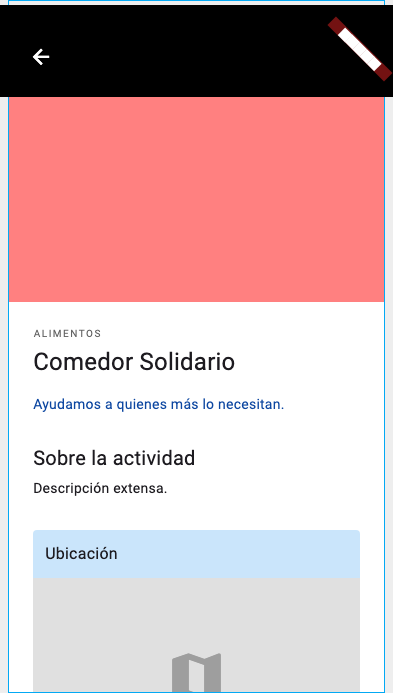 ALIMENTOS
Comedor Solidario
Ayudamos a quienes más lo necesitan.
Sobre la actividad
Descripción extensa.
Ubicación